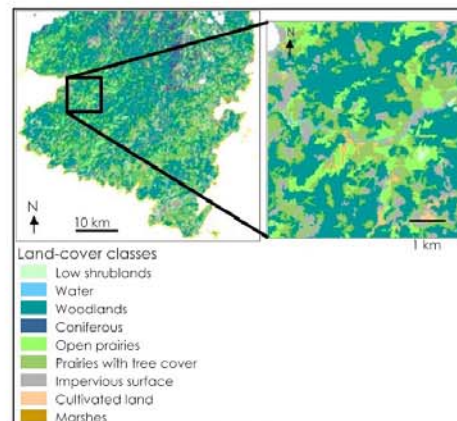 N
10 km
N
1 km
Land-cover classes
Low shrublands
Water
Woodlands
Coniferous
Open prairies
Prairies with tree cover
Impervious surface
Cultivated land
Marshes